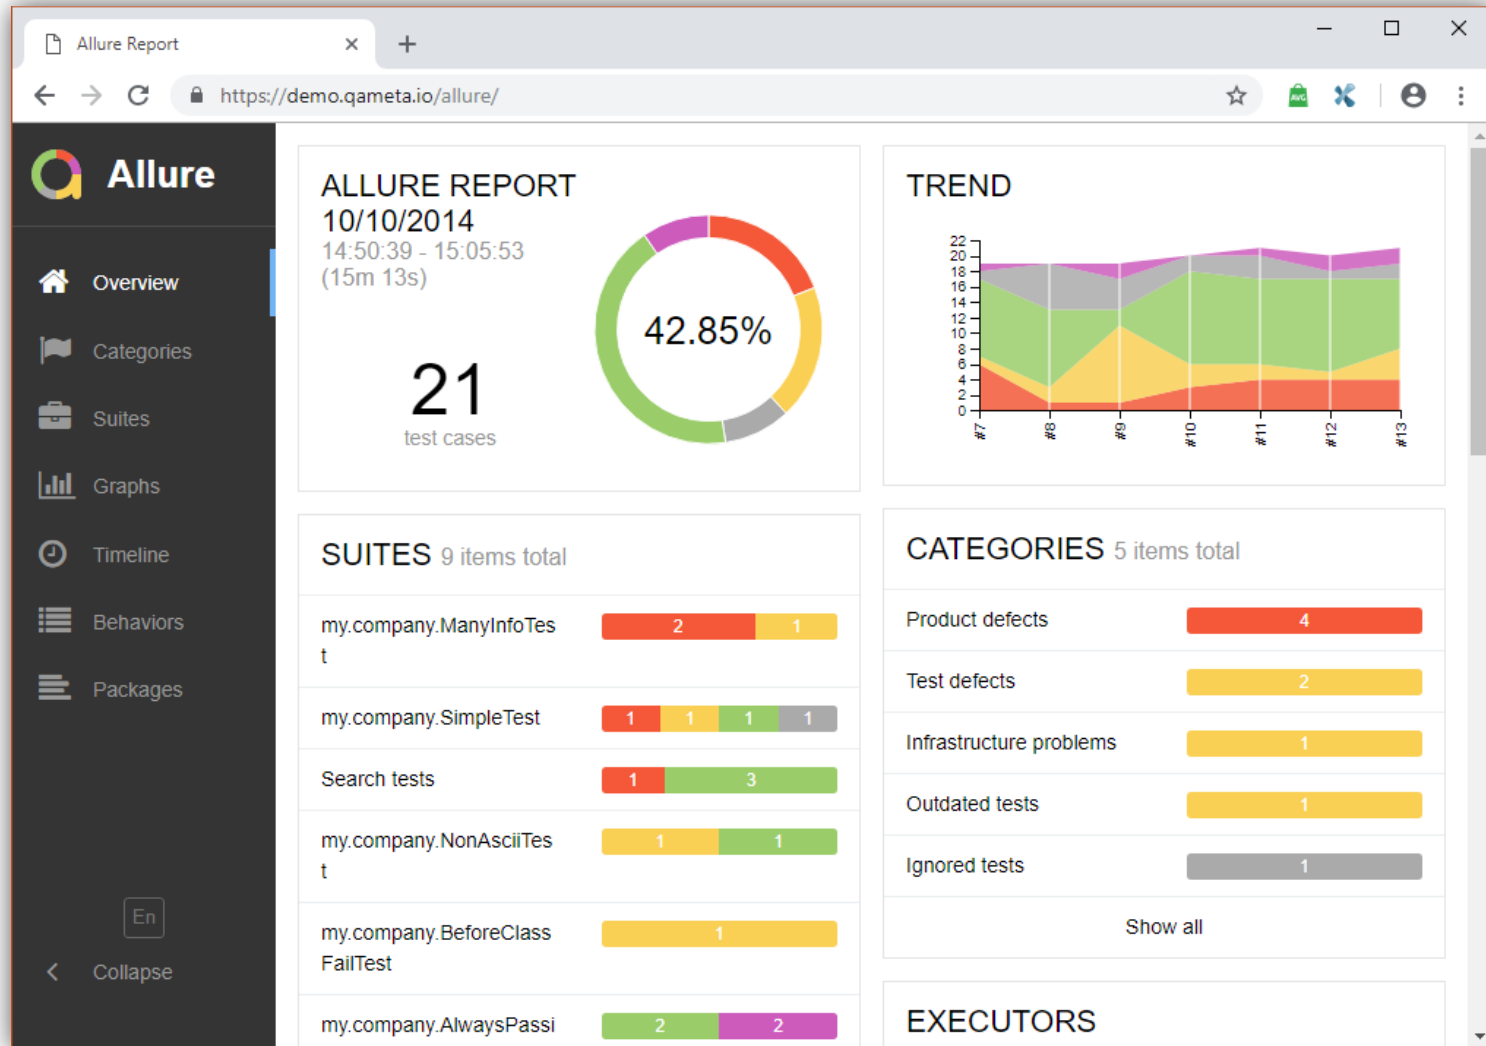 Allure Report
https://demo.qameta.io/allure/
AVG
Allure
Overview
Categories
Suites
Graphs
Timeline
Behaviors
Packages
En
Collapse
ALLURE REPORT
10/10/2014
14:50:39 - 15:05:53
(15m 13s)
21
test cases
42.85%
TREND
22
20
18
16
14
12
10
8
6
4
2
0
#7
#8
#9
#10
#11
#12
#13
SUITES 9 items total
my.company.ManyInfoTes
t
2 1
my.company.SimpleTest
1 1 1 1
Search tests
1 3
my.company.NonAsciiTes
t
1 1
my.company.BeforeClass
FailTest
1
my.company.AlwaysPassi
2 2
CATEGORIES 5 items total
Product defects
4
Test defects
2
Infrastructure problems
1
Outdated tests
1
Ignored tests
1
Show all
EXECUTORS